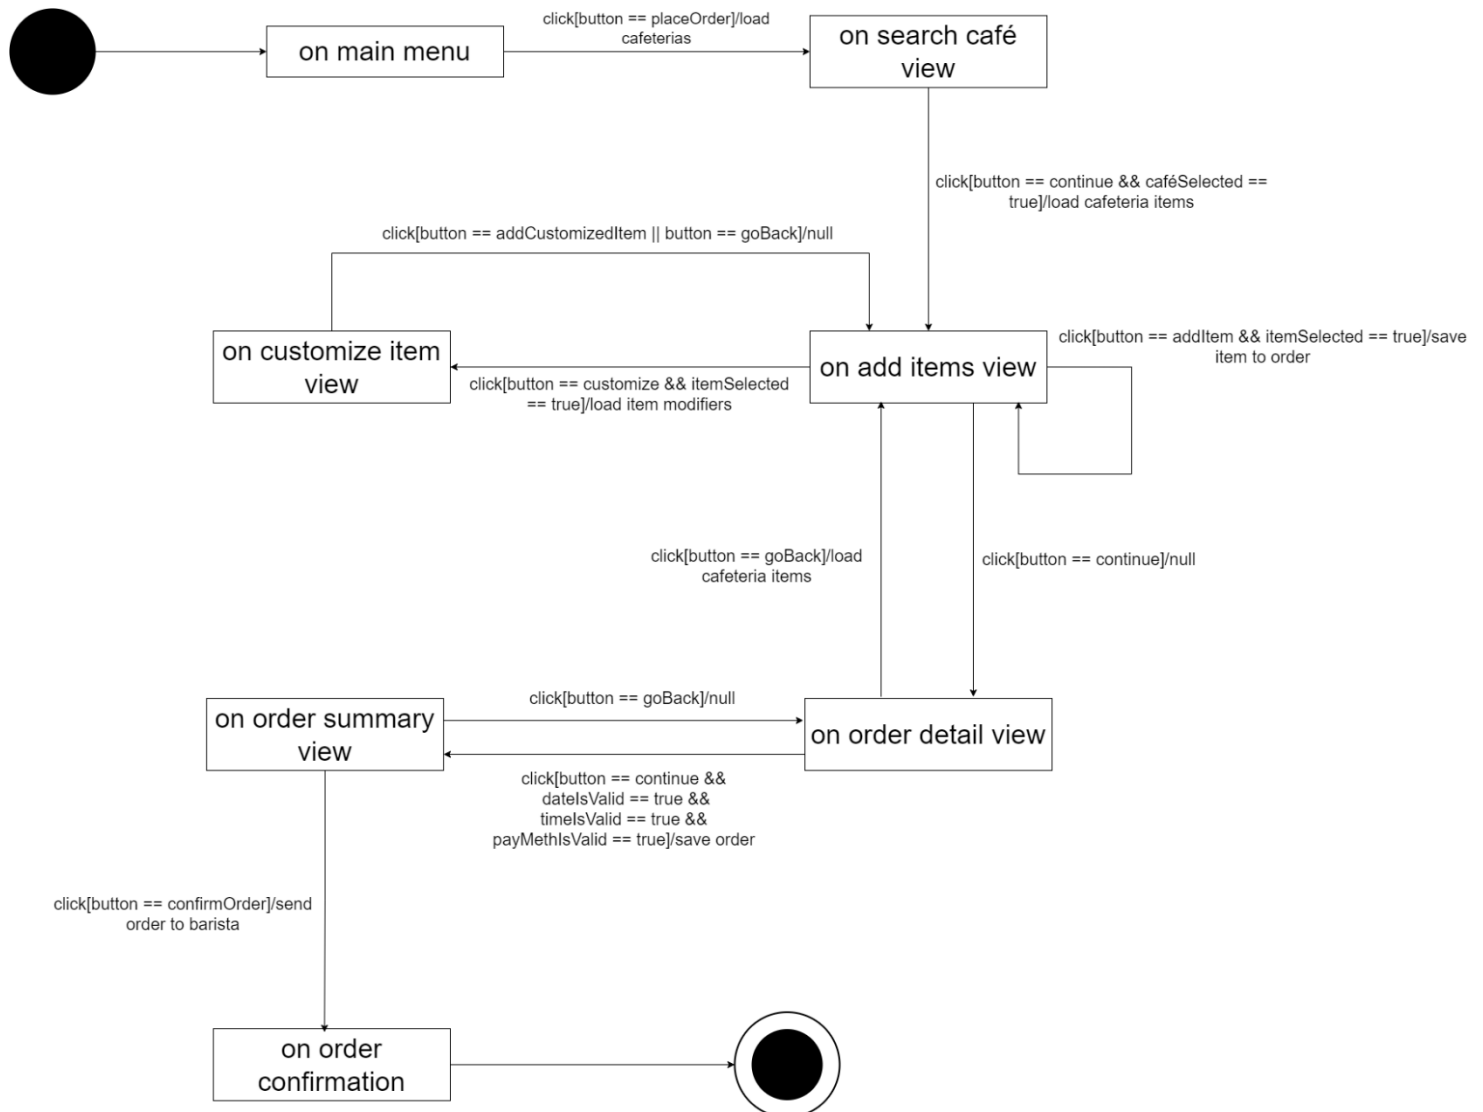 click[button == placeOrder]/load
cafeterias
on main menu
on search café
view
click[button == continue && caféSelected ==
true]/load cafeteria items
click[button == addCustomizedItem || button == goBack]/null
on customize item
view
on add items view
click[button == addItem && itemSelected == true]/save
item to order
click[button == customize && itemSelected
== true]/load item modifiers
click[button == goBack]/load
cafeteria items
click[button == continue]/null
on order summary
view
click[button == goBack]/null
on order detail view
click[button == continue &&
dateIsValid == true &&
timeIsValid == true &&
payMethIsValid == true]/save order
click[button == confirmOrder]/send
order to barista
on order
confirmation